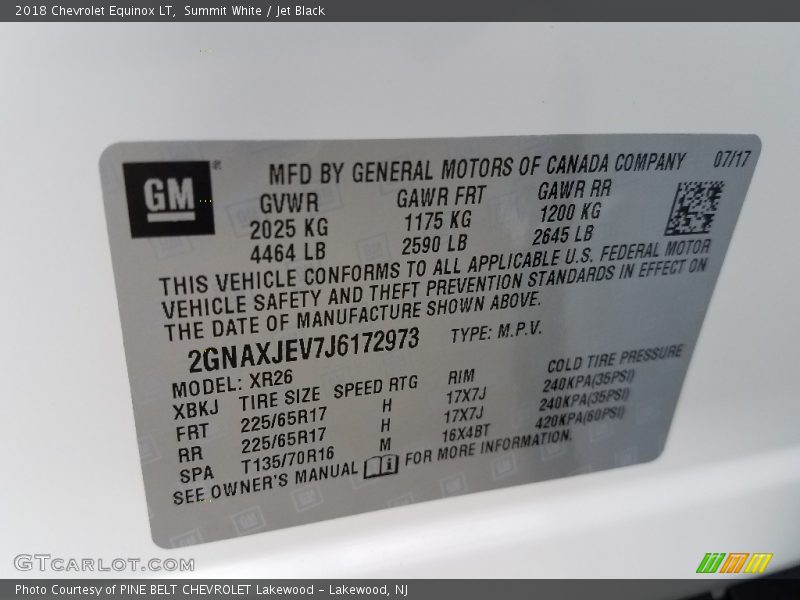 2018 Chevrolet Equinox LT, Summit White / Jet Black
GM®
MFD BY GENERAL MOTORS OF CANADA COMPANY 07/17
GVWR GAWR FRT GAWR RR
2025 KG 1175 KG 1200 KG
4464 LB 2590 LB 2645 LB
THIS VEHICLE CONFORMS TO ALL APPLICABLE U.S. FEDERAL MOTOR
VEHICLE SAFETY AND THEFT PREVENTION STANDARDS IN EFFECT ON
THE DATE OF MANUFACTURE SHOWN ABOVE.
2GNAXJEV7J6172973 TYPE: M.P.V.
MODEL: XR26
XBKJ TIRE SIZE SPEED RTG RIM COLD TIRE PRESSURE
FRT 225/65R17 H 17X7J 240KPA(35PSI)
RR 225/65R17 H 17X7J 240KPA(35PSI)
SPA T135/70R16 M 16X4BT 420KPA(60PSI)
SEE OWNER'S MANUAL FOR MORE INFORMATION.
GTcarlot.com
Photo Courtesy of PINE BELT CHEVROLET Lakewood - Lakewood, NJ